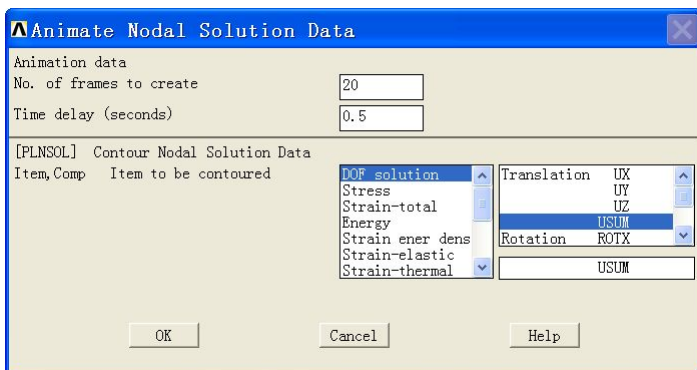 Animate Nodal Solution Data
Animation data
No. of frames to create 20
Time delay (seconds) 0.5
[PLNSOL] Contour Nodal Solution Data
Item,Comp Item to be contoured
DOF solution
Stress
Strain-total
Energy
Strain ener dens
Strain-elastic
Strain-thermal
Translation UX
UY
UZ
USUM
Rotation ROTX
USUM
OK Cancel Help